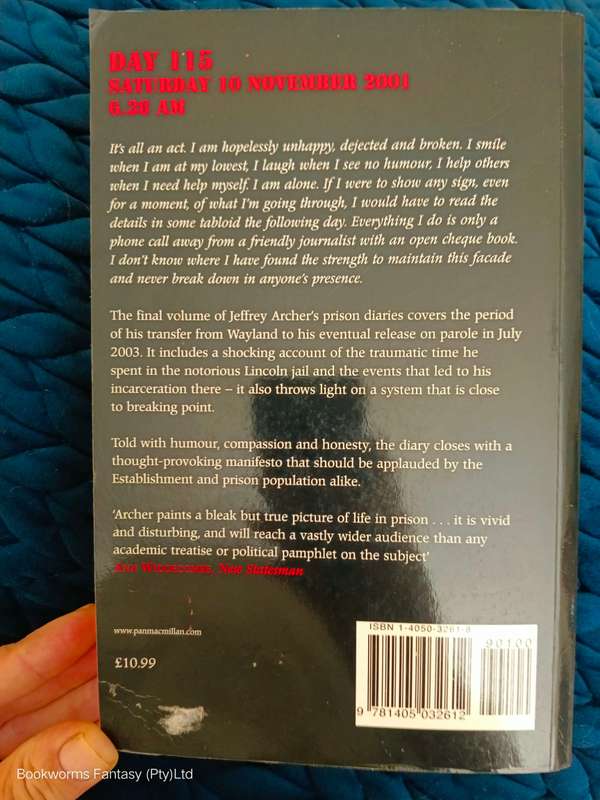 DAY 115
SATURDAY 10 NOVEMBER 2001
6.20 AM
It's all an act. I am hopelessly unhappy, dejected and broken. I smile
when I am at my lowest, I laugh when I see no humour, I help others
when I need help myself. I am alone. If I were to show any sign, even
for a moment, of what I'm going through, I would have to read the
details in some tabloid the following day. Everything I do is only a
phone call away from a friendly journalist with an open cheque book.
I don't know where I have found the strength to maintain this facade
and never break down in anyone's presence.
The final volume of Jeffrey Archer's prison diaries covers the period
of his transfer from Wayland to his eventual release on parole in July
2003. It includes a shocking account of the traumatic time he
spent in the notorious Lincoln jail and the events that led to his
incarceration there – it also throws light on a system that is close
to breaking point.
Told with humour, compassion and honesty, the diary closes with a
thought-provoking manifesto that should be applauded by the
Establishment and prison population alike.
'Archer paints a bleak but true picture of life in prison . . . it is vivid
and disturbing, and will reach a vastly wider audience than any
academic treatise or political pamphlet on the subject'
Ann Widdecombe, New Statesman
www.panmacmillan.com
£10.99
ISBN 1-4050-3261-8
90100
9 781405 032612
Bookworms Fantasy (Pty)Ltd